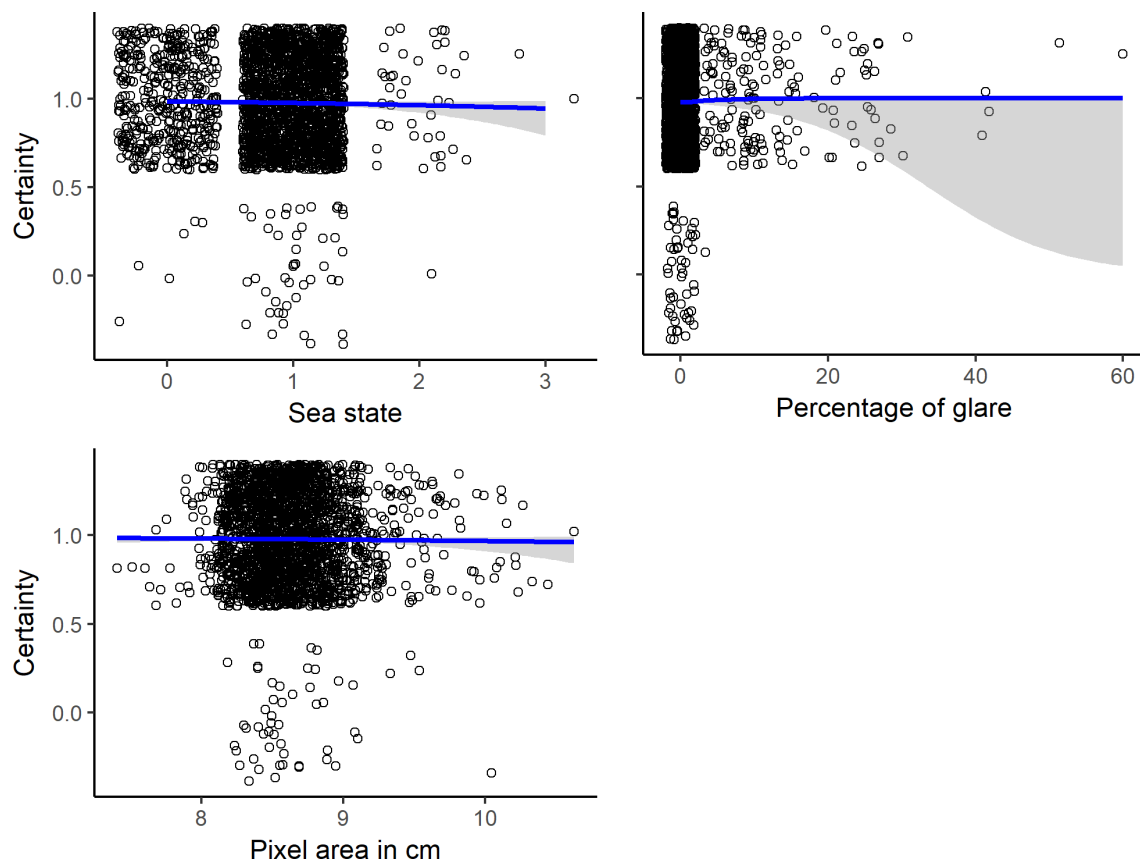 Certainty
1.0
0.5
0.0
0 1 2 3
Sea state
0 20 40 60
Percentage of glare
Certainty
1.0
0.5
0.0
8 9 10
Pixel area in cm